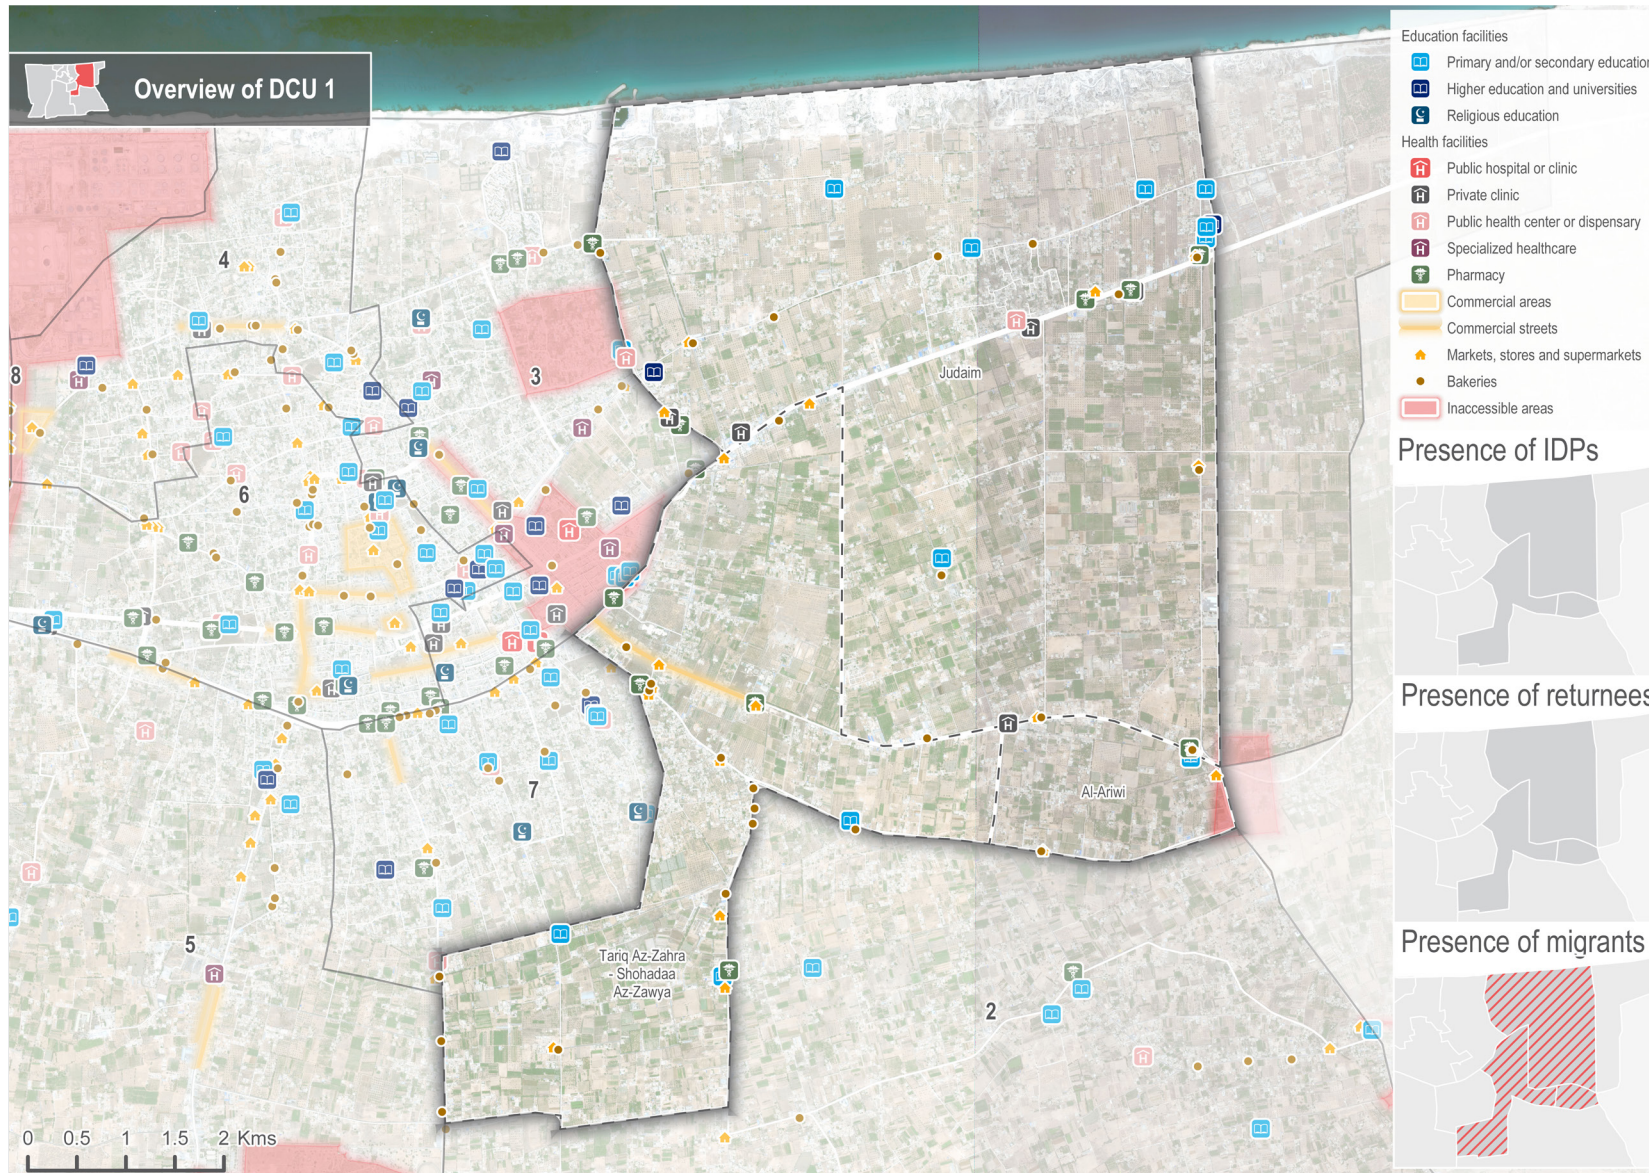 Overview of DCU 1
Education facilities
Primary and/or secondary education
Higher education and universities
Religious education
Health facilities
Public hospital or clinic
Private clinic
Public health center or dispensary
Specialized healthcare
Pharmacy
Commercial areas
Commercial streets
Markets, stores and supermarkets
Bakeries
Inaccessible areas
Presence of IDPs
Presence of returnees
Presence of migrants
4
8
3
Judaim
6
7
Al-Ariwi
5
Tariq Az-Zahra
- Shohadaa
Az-Zawya
2
0 0.5 1 1.5 2 Kms